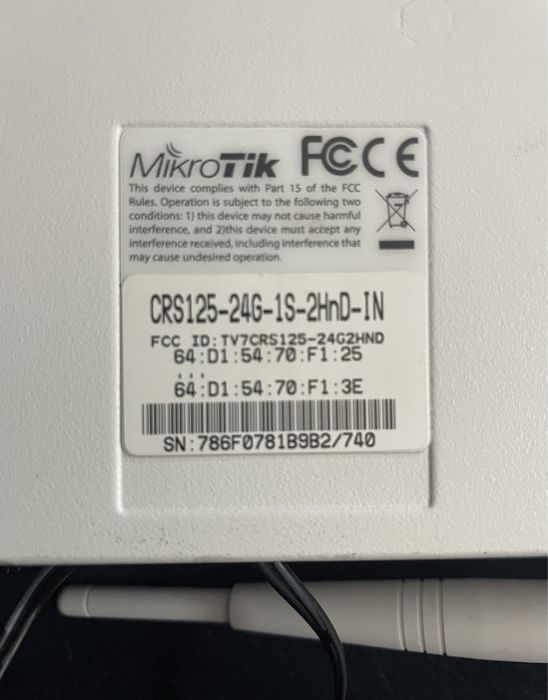 MikroTik FCC CE
This device complies with Part 15 of the FCC
Rules. Operation is subject to the following two
conditions: 1) this device may not cause harmful
interference, and 2)this device must accept any
interference received, including interference that
may cause undesired operation.
CRS125-24G-1S-2HnD-IN
FCC ID:TV7CRS125-24G2HND
64:D1:54:70:F1:25
...
64:D1:54:70:F1:3E
SN:786F0781B9B2/740